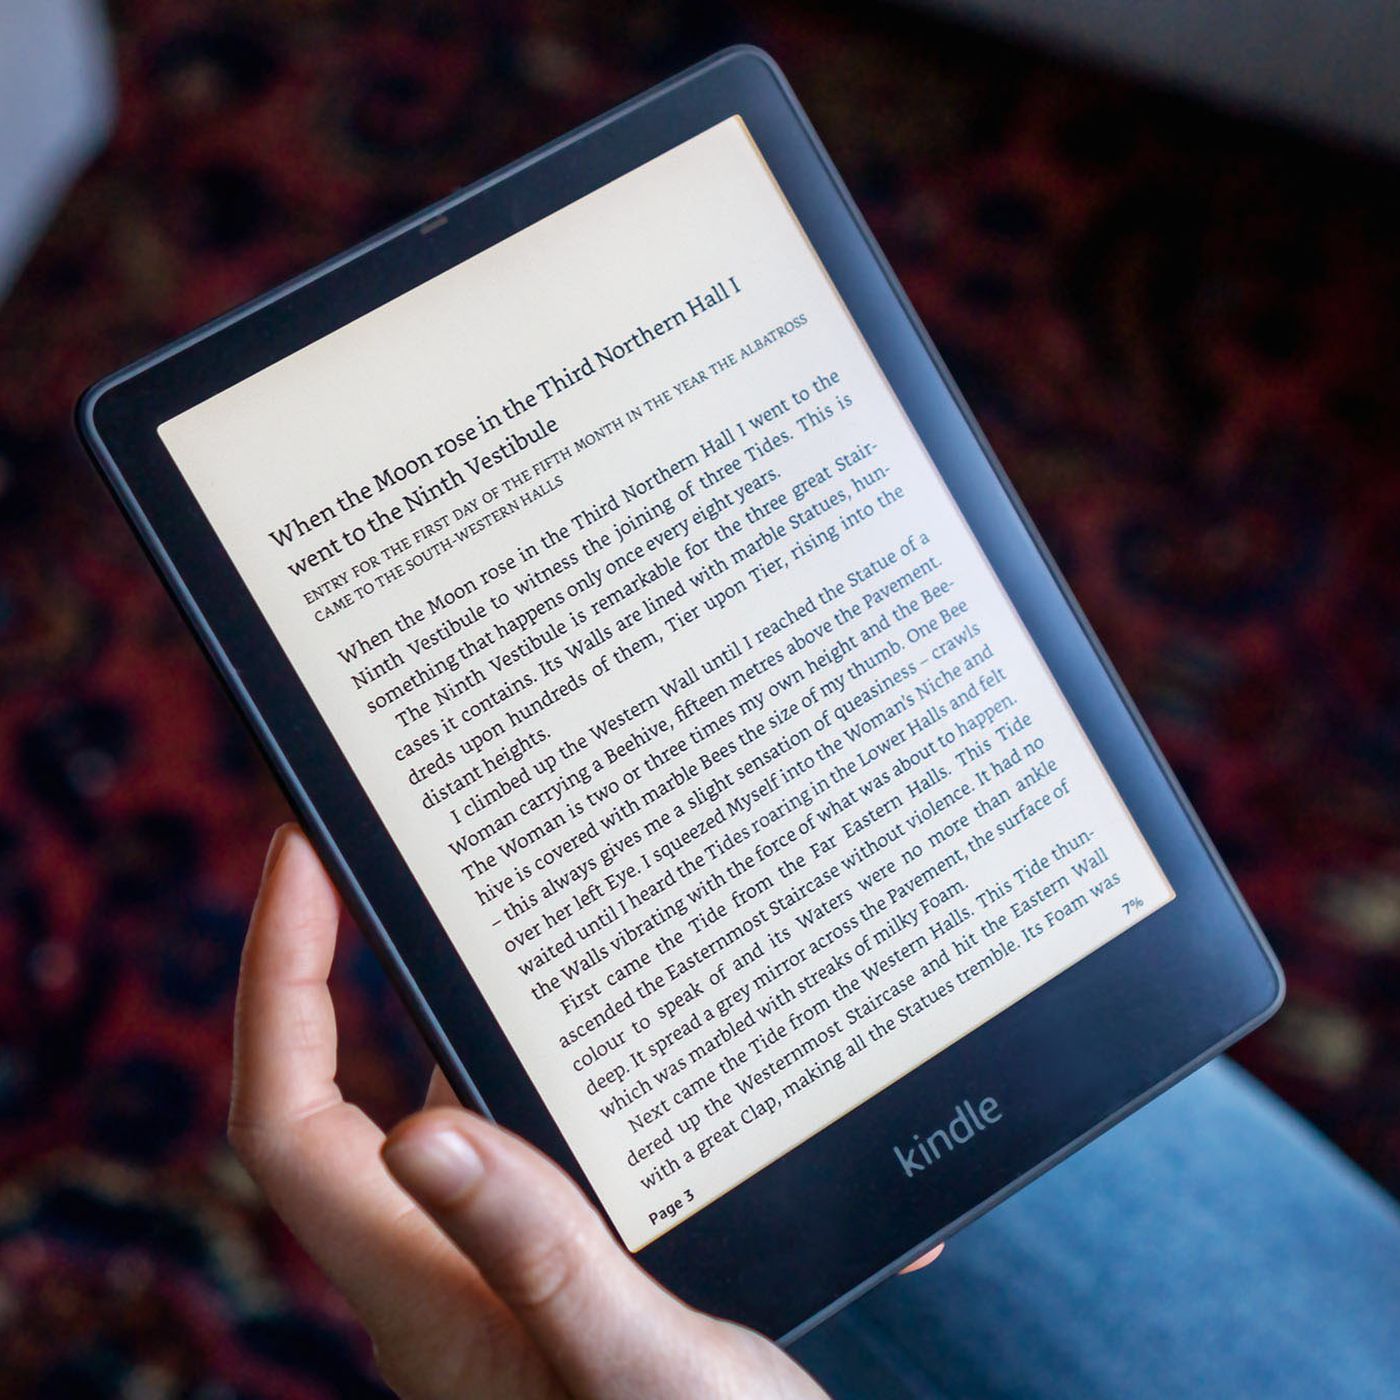 When the Moon rose in the Third Northern Hall I
went to the Ninth Vestibule
ENTRY FOR THE FIRST DAY OF THE FIFTH MONTH IN THE YEAR THE ALBATROSS
CAME TO THE SOUTH-WESTERN HALLS
When the Moon rose in the Third Northern Hall I went to the
Ninth Vestibule to witness the joining of three Tides. This is
something that happens only once every eight years.
The Ninth Vestibule is remarkable for the three great Stair-
cases it contains. Its Walls are lined with marble Statues, hun-
dreds upon hundreds of them, Tier upon Tier, rising into the
distant heights.
I climbed up the Western Wall until I reached the Statue of a
Woman carrying a Beehive, fifteen metres above the Pavement.
The Woman is two or three times my own height and the Bee-
hive is covered with marble Bees the size of my thumb. One Bee
– this always gives me a slight sensation of queasiness – crawls
over her left Eye. I squeezed Myself into the Woman's Niche and
waited until I heard the Tides roaring in the Lower Halls and felt
the Walls vibrating with the force of what was about to happen.
First came the Tide from the Far Eastern Halls. This Tide
ascended the Easternmost Staircase without violence. It had no
colour to speak of and its Waters were no more than ankle
deep. It spread a grey mirror across the Pavement, the surface of
which was marbled with streaks of milky Foam.
Next came the Tide from the Western Halls. This Tide thun-
dered up the Westernmost Staircase and hit the Eastern Wall
with a great Clap, making all the Statues tremble. Its Foam was
Page 3
7%
kindle